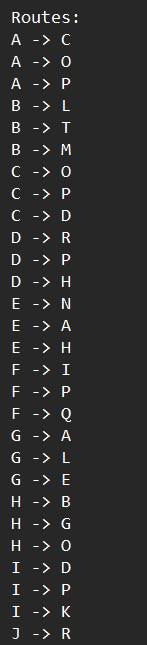 Routes:
A -> C
A -> O
A -> P
B -> L
B -> T
B -> M
C -> O
C -> P
C -> D
D -> R
D -> P
D -> H
E -> N
E -> A
E -> H
F -> I
F -> P
F -> Q
G -> A
G -> L
G -> E
H -> B
H -> G
H -> O
I -> D
I -> P
I -> K
J -> R